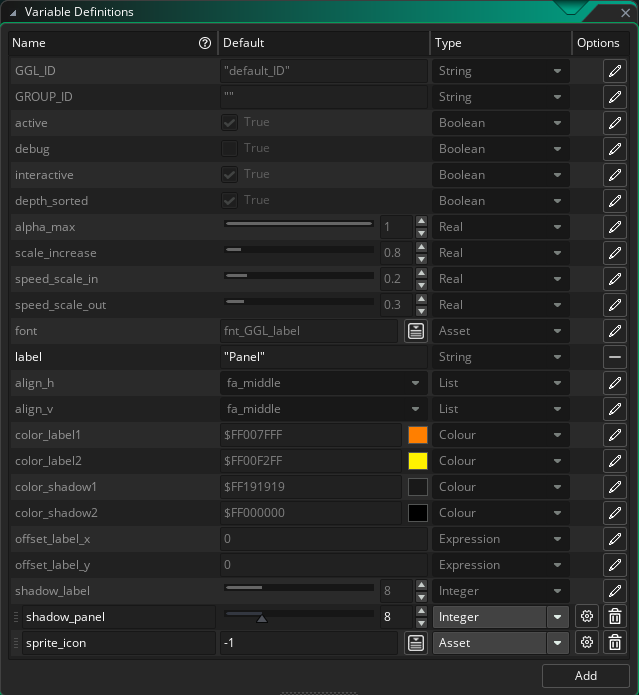 Variable Definitions
Name Default Type Options
GGL_ID "default_ID" String
GROUP_ID "" String
active True Boolean
debug True Boolean
interactive True Boolean
depth_sorted True Boolean
alpha_max 1 Real
scale_increase 0.8 Real
speed_scale_in 0.2 Real
speed_scale_out 0.3 Real
font fnt_GGL_label Asset
label "Panel" String
align_h fa_middle List
align_v fa_middle List
color_label1 $FF007FFF Colour
color_label2 $FF00F2FF Colour
color_shadow1 $FF191919 Colour
color_shadow2 $FF000000 Colour
offset_label_x 0 Expression
offset_label_y 0 Expression
shadow_label 8 Integer
shadow_panel 8 Integer
sprite_icon -1 Asset
Add